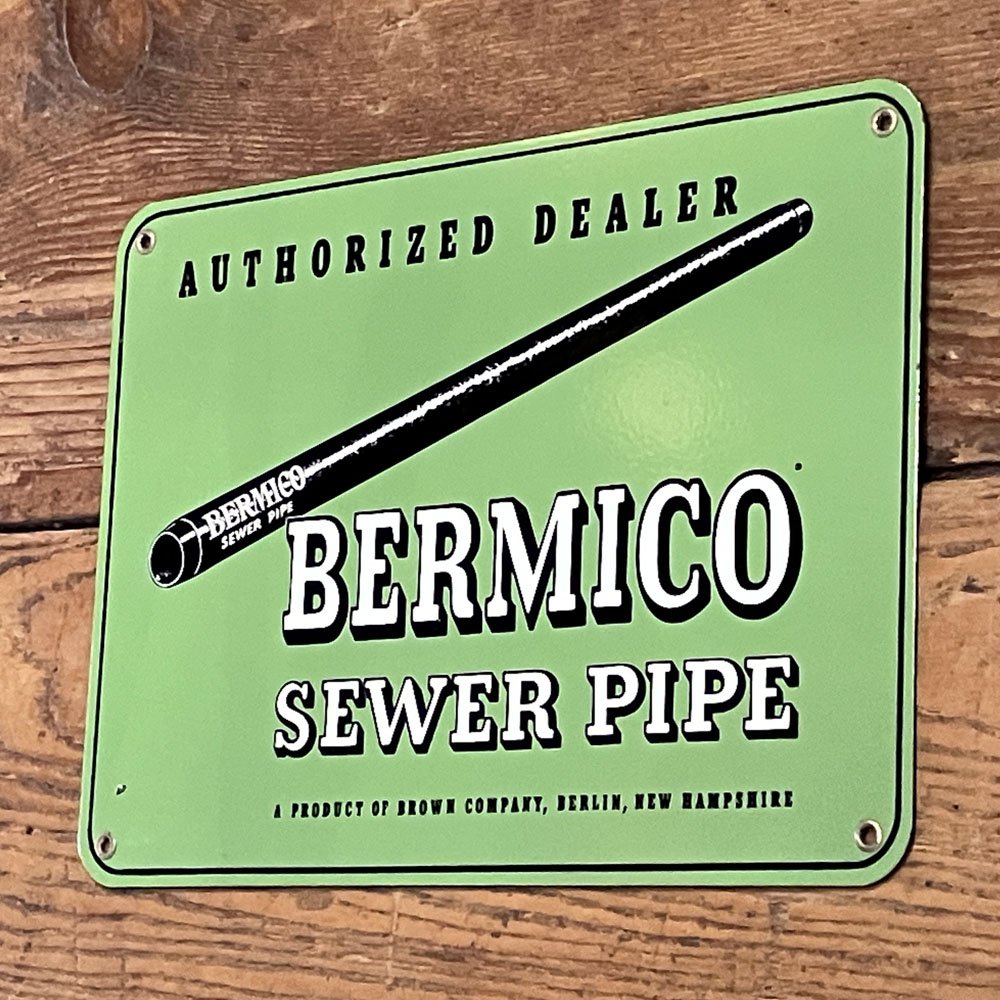 AUTHORIZED DEALER
BERMICO
SEWER PIPE
BERMICO
SEWER PIPE
A PRODUCT OF BROWN COMPANY, BERLIN, NEW HAMPSHIRE